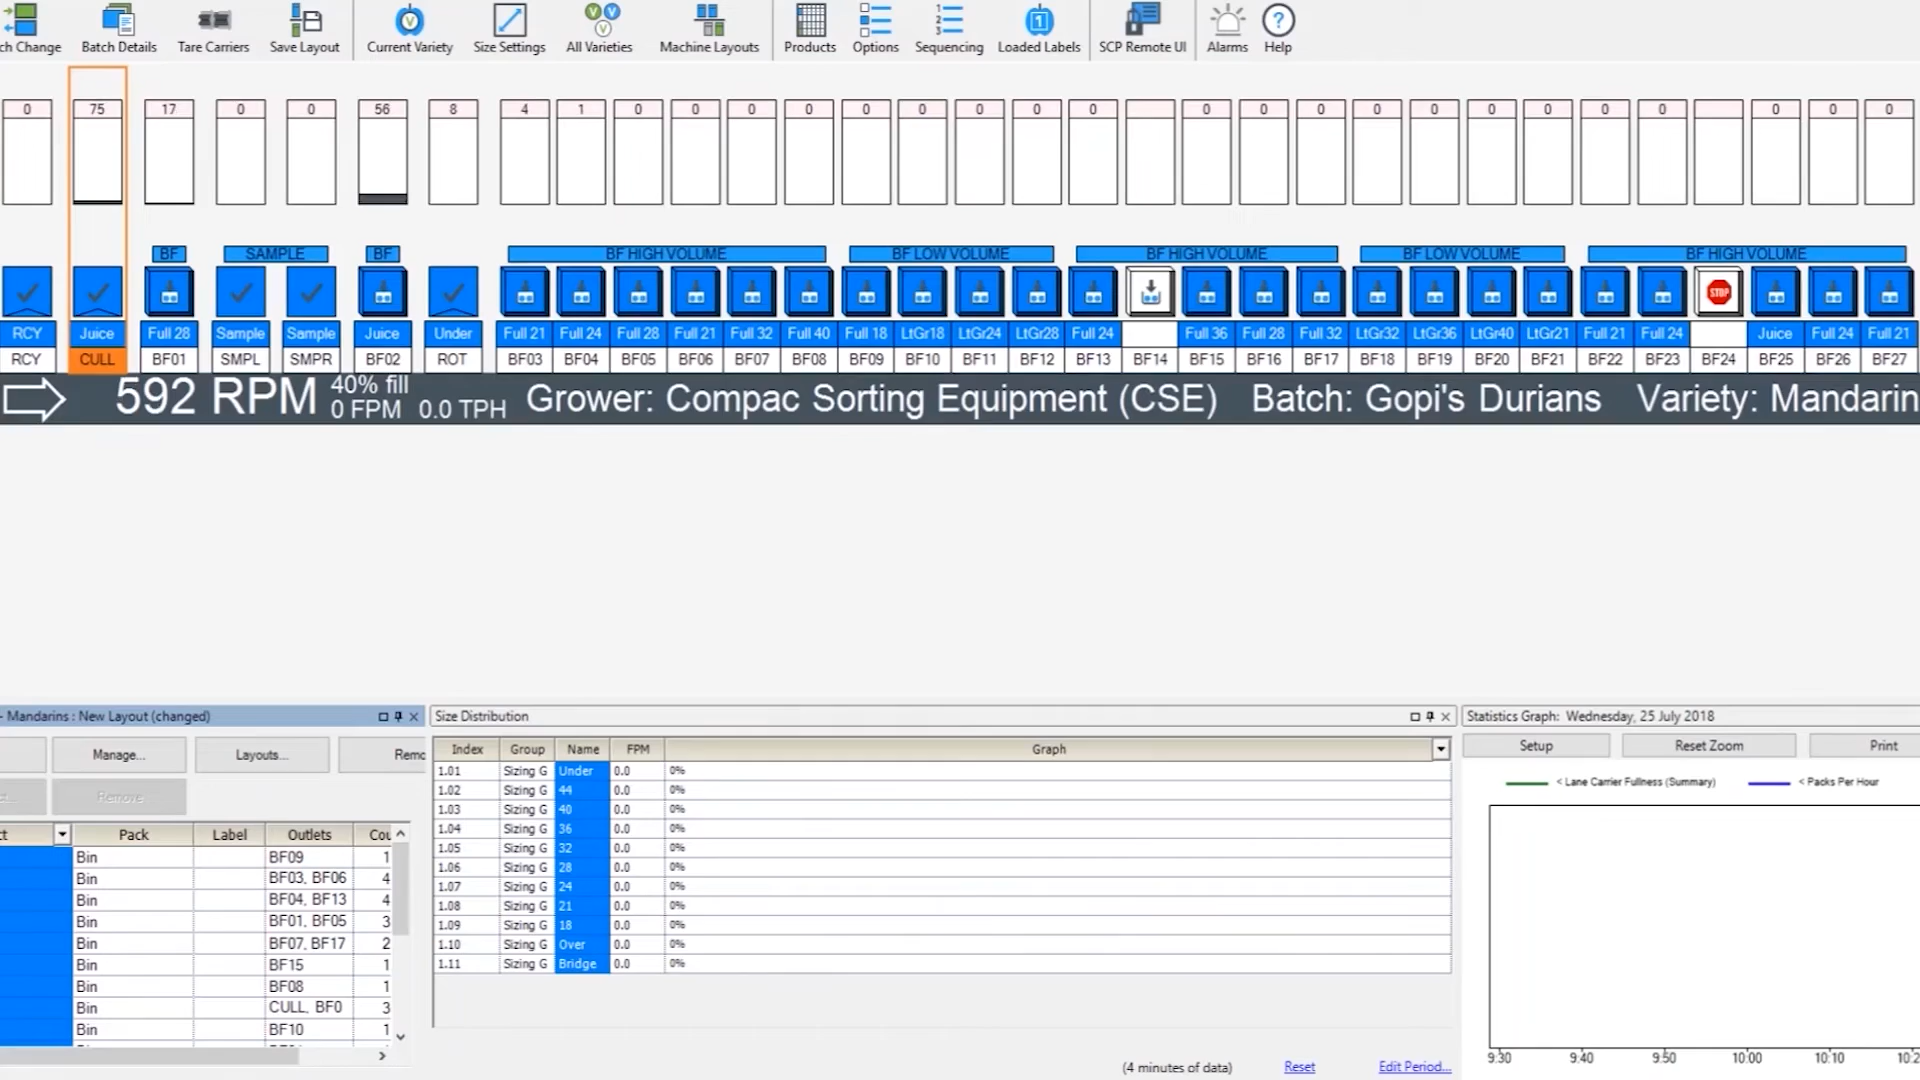 ch Change
Batch Details
Tare Carriers
Save Layout
Current Variety
Size Settings
All Varieties
Machine Layouts
Products
Options
Sequencing
Loaded Labels
SCP Remote UI
Alarms
Help
0 75 17 0 0 56 8 4 1 0 0 0 0 0 0 0 0 0 0 0 0 0 0 0 0 0 0 0 0 0
BF SAMPLE BF BF HIGH VOLUME BF LOW VOLUME BF HIGH VOLUME BF LOW VOLUME BF HIGH VOLUME
STOP
RCY Juice Full 28 Sample Sample Juice Under Full 21 Full 24 Full 28 Full 21 Full 32 Full 40 Full 18 LtGr18 LtGr24 LtGr28 Full 24 Full 36 Full 28 Full 32 LtGr32 LtGr36 LtGr40 LtGr21 Full 21 Full 24 Juice Full 24 Full 21
RCY CULL BF01 SMPL SMPR BF02 ROT BF03 BF04 BF05 BF06 BF07 BF08 BF09 BF10 BF11 BF12 BF13 BF14 BF15 BF16 BF17 BF18 BF19 BF20 BF21 BF22 BF23 BF24 BF25 BF26 BF27
592 RPM 40% fill
0 FPM 0.0 TPH
Grower: Compac Sorting Equipment (CSE) Batch: Gopi's Durians Variety: Mandarin
- Mandarins : New Layout (changed)
Manage... Layouts... Remo
Remove
ct Pack Label Outlets Cou
Bin BF09 1
Bin BF03, BF06 4
Bin BF04, BF13 4
Bin BF01, BF05 3
Bin BF07, BF17 2
Bin BF15 1
Bin BF08 1
Bin CULL, BF0 3
Bin BF10 1
Size Distribution
Index Group Name FPM Graph
1.01 Sizing G Under 0.0 0%
1.02 Sizing G 44 0.0 0%
1.03 Sizing G 40 0.0 0%
1.04 Sizing G 36 0.0 0%
1.05 Sizing G 32 0.0 0%
1.06 Sizing G 28 0.0 0%
1.07 Sizing G 24 0.0 0%
1.08 Sizing G 21 0.0 0%
1.09 Sizing G 18 0.0 0%
1.10 Sizing G Over 0.0 0%
1.11 Sizing G Bridge 0.0 0%
(4 minutes of data) Reset Edit Period...
Statistics Graph: Wednesday, 25 July 2018
Setup Reset Zoom Print
< Lane Carrier Fullness (Summary) < Packs Per Hour
9:30 9:40 9:50 10:00 10:10 10:2